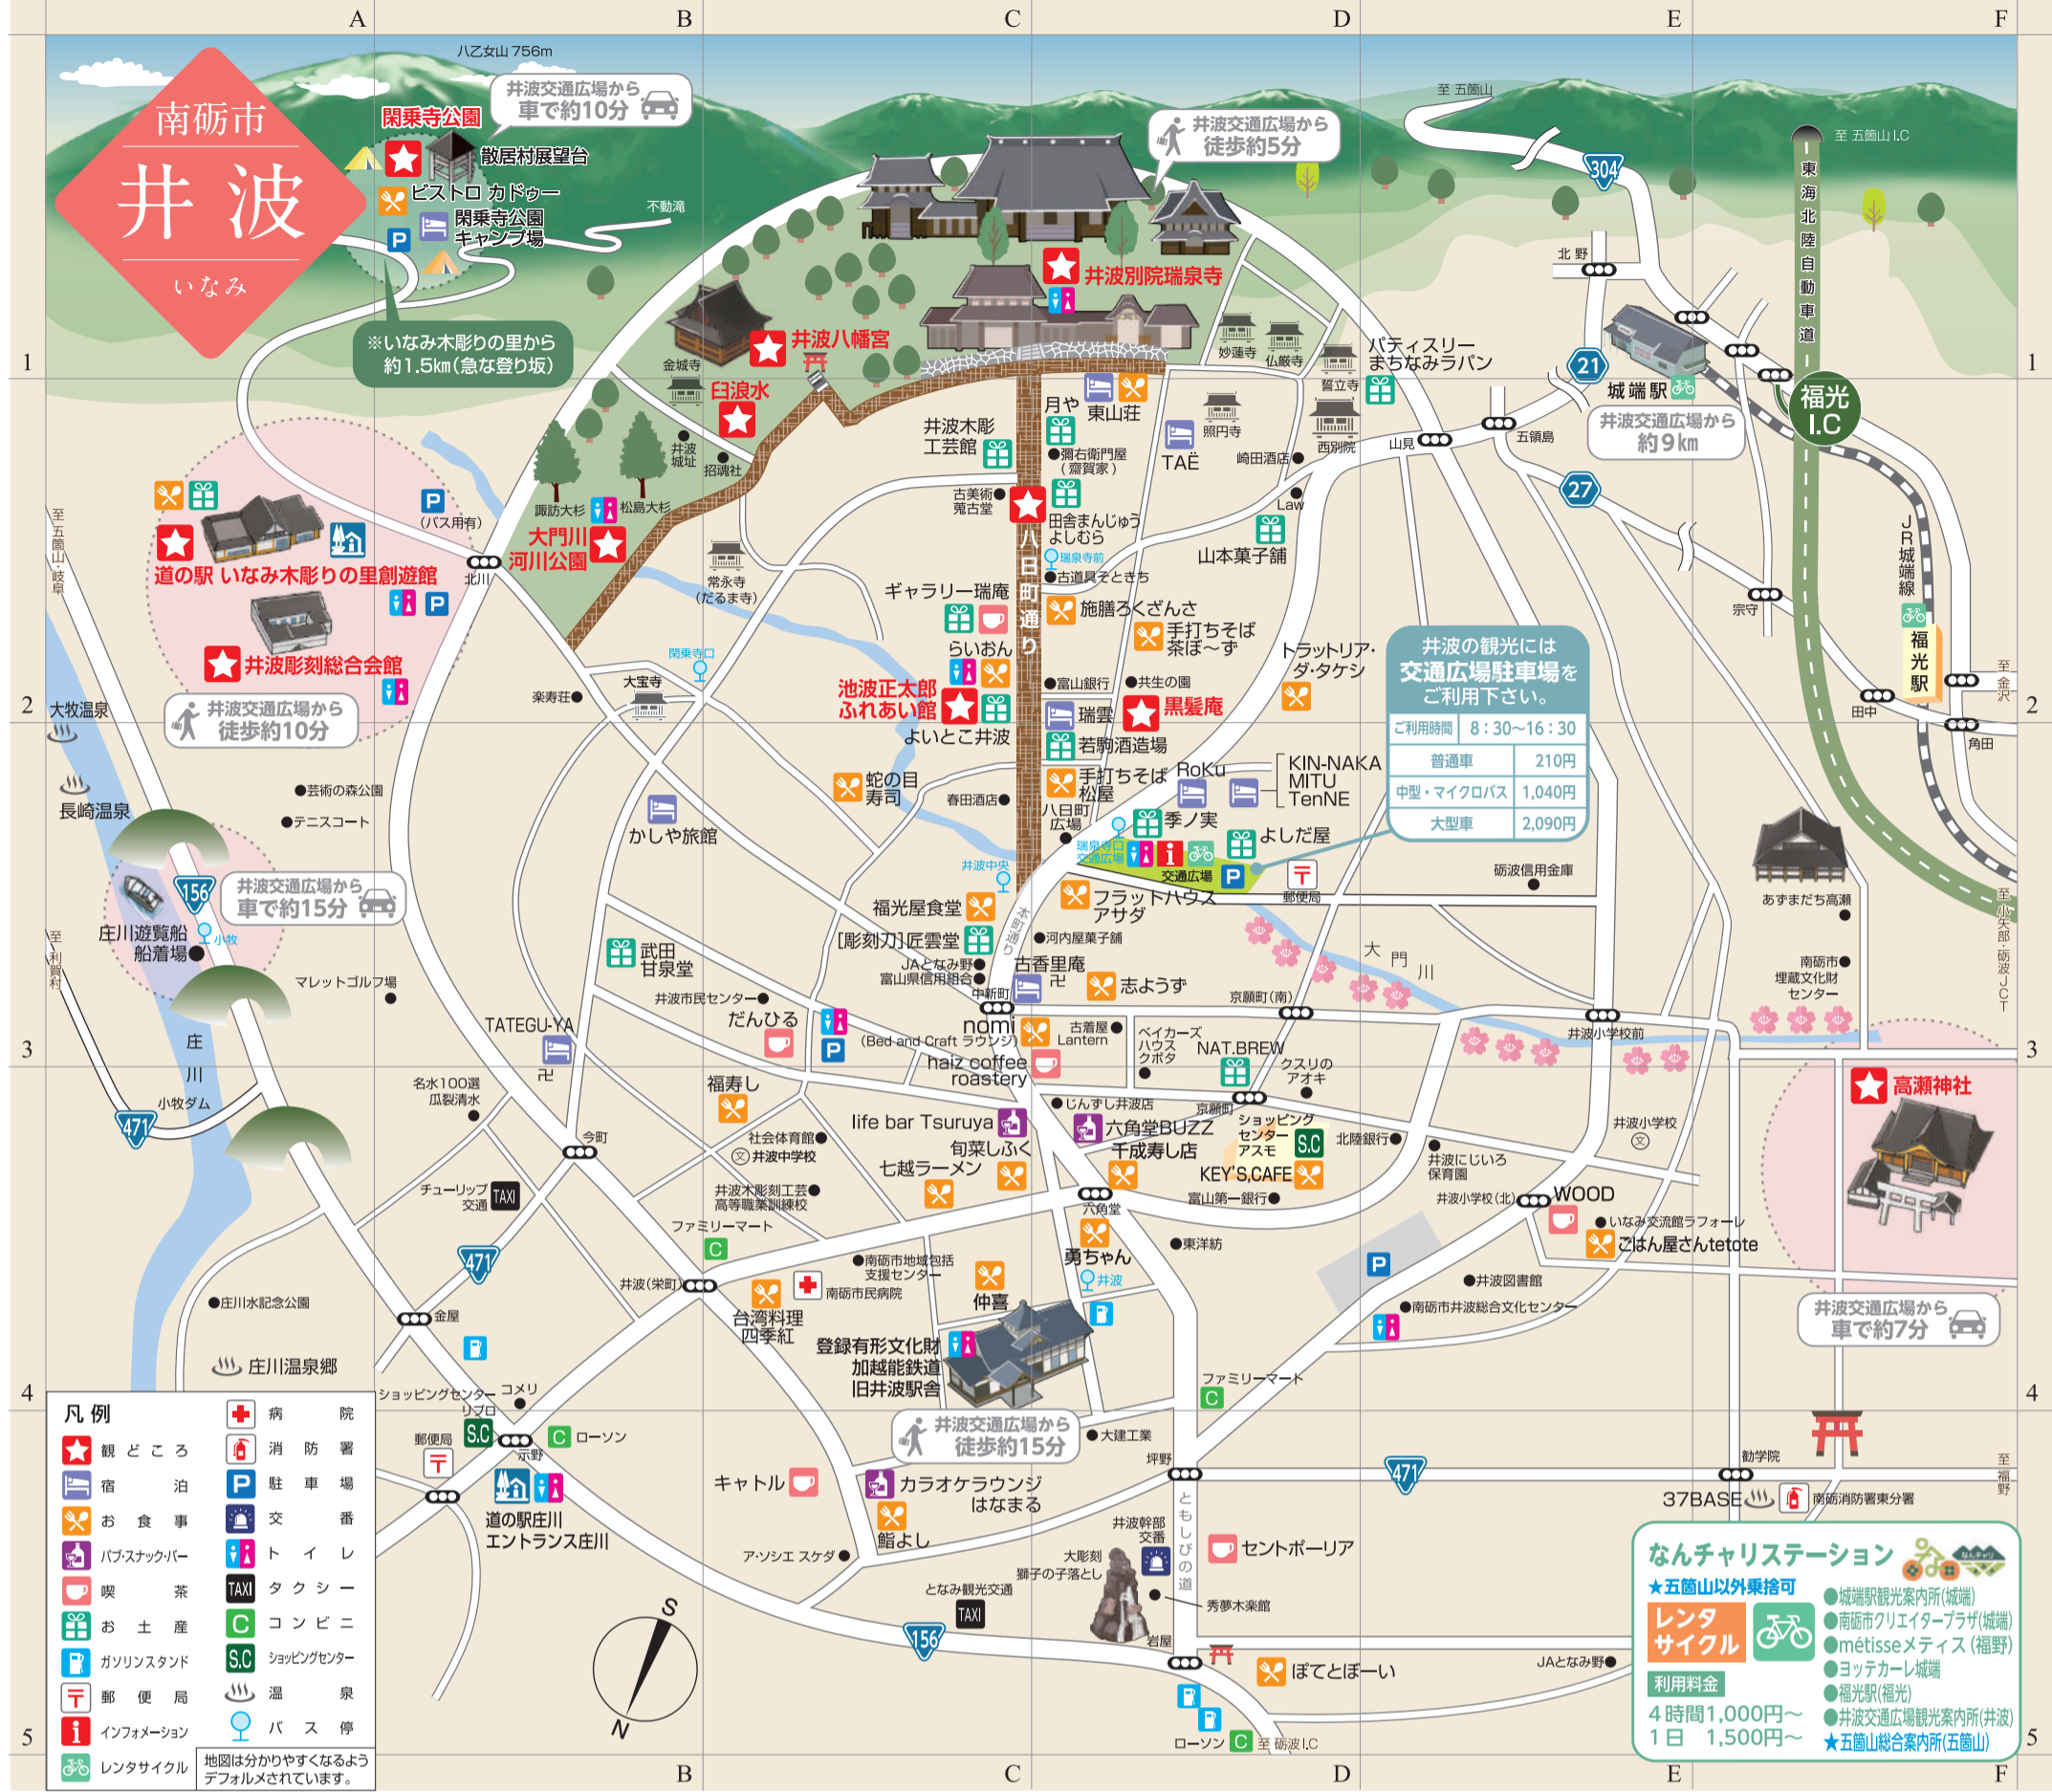 A
B
C
D
E
F
南砺市
井波
いなみ
八乙女山 756m
井波交通広場から
車で約10分
閑乗寺公園
散居村展望台
ビストロ カドゥー
閑乗寺公園
キャンプ場
不動滝
※いなみ木彫りの里から
約1.5km(急な登り坂)
井波交通広場から
徒歩約5分
井波別院瑞泉寺
至 五箇山
304
至 五箇山 I.C
東海北陸自動車道
北野
1
金城寺
井波八幡宮
臼浪水
井波
城址
招魂社
妙蓮寺
仏厳寺
誓立寺
パティスリー
まちなみラパン
21
城端駅
井波交通広場から
約9km
福光
I.C
1
月や
東山荘
井波木彫
工芸館
彌右衛門屋
(齋賀家)
TAË
照円寺
西別院
崎田酒店
山見
五領島
27
Law
古美術
蒐古堂
田舎まんじゅう
よしむら
瑞泉寺前
古道具そときち
山本菓子舗
八日町通り
至 五箇山・岐阜
(バス用有)
道の駅 いなみ木彫りの里創遊館
井波彫刻総合会館
井波交通広場から
徒歩約10分
北川
諏訪大杉
松島大杉
大門川
河川公園
常永寺
(だるま寺)
ギャラリー瑞庵
らいおん
施膳ろくざんさ
手打ちそば
茶ぼ〜ず
トラットリア・
ダ・タケシ
宗守
JR城端線
福光駅
至 金沢
田中
角田
2
大牧温泉
長崎温泉
閑乗寺口
大宝寺
楽寿荘
池波正太郎
ふれあい館
よいとこ井波
富山銀行
共生の園
瑞雲
黒髪庵
若駒酒造場
2
井波の観光には
交通広場駐車場を
ご利用下さい。
ご利用時間 8:30〜16:30
普通車 210円
中型・マイクロバス 1,040円
大型車 2,090円
芸術の森公園
テニスコート
かしや旅館
蛇の目
寿司
春田酒店
手打ちそば
松屋
RoKu
KIN-NAKA
MITU
TenNE
八日町
広場
季ノ実
よしだ屋
瑞泉寺口
交通広場
交通広場
P
井波中央
砺波信用金庫
あずまだち高瀬
156
井波交通広場から
車で約15分
庄川遊覧船
船着場
小牧
至 利賀村
福光屋食堂
フラットハウス
アサダ
郵便局
[彫刻刀]匠雲堂
本町通り
河内屋菓子舗
武田
甘泉堂
JAとなみ野
富山県信用組合
古香里庵
志ようず
大門川
南砺市
埋蔵文化財
センター
至 小矢部・砺波JCT
マレットゴルフ場
井波市民センター
中新町
京願町(南)
井波小学校前
TATEGU-YA
だんひる
nomi
(Bed and Craft ラウンジ)
古着屋
Lantern
ベイカーズ
ハウス
クボタ
NAT.BREW
haiz coffee
roastery
クスリの
アオキ
3
庄川
小牧ダム
471
名水100選
瓜裂清水
福寿し
3
高瀬神社
life bar Tsuruya
じんずし井波店
六角堂BUZZ
京願町
ショッピング
センター
アスモ
S.C
KEY'S,CAFE
北陸銀行
井波にじいろ
保育園
井波小学校
今町
社会体育館
井波中学校
旬菜しふく
七越ラーメン
千成寿し店
チューリップ
交通
TAXI
井波木彫刻工芸
高等職業訓練校
富山第一銀行
井波小学校(北)
WOOD
六角堂
ファミリーマート
いなみ交流館ラフォーレ
ごはん屋さんtetote
471
南砺市地域包括
支援センター
勇ちゃん
東洋紡
井波(栄町)
南砺市民病院
仲喜
井波
井波図書館
庄川水記念公園
金屋
台湾料理
四季紅
南砺市井波総合文化センター
井波交通広場から
車で約7分
庄川温泉郷
登録有形文化財
加越能鉄道
旧井波駅舎
井波交通広場から
徒歩約15分
ファミリーマート
4
4
凡例
観どころ
宿泊
お食事
パブ・スナック・バー
喫茶
お土産
ガソリンスタンド
郵便局
インフォメーション
レンタサイクル
病院
消防署
P 駐車場
交番
トイレ
TAXI タクシー
C コンビニ
S.C ショッピングセンター
温泉
バス停
地図は分かりやすくなるよう
デフォルメされています。
ショッピングセンター
リブロ
S.C
コメリ
郵便局
示野
C ローソン
道の駅庄川
エントランス庄川
大建工業
坪野
471
勧学院
至 福野
キャトル
カラオケラウンジ
はなまる
鮨よし
37BASE
南砺消防署東分署
ア・ソシエ スケダ
井波幹部
交番
大彫刻
獅子の子落とし
ともしびの道
セントポーリア
となみ観光交通
TAXI
秀夢木楽館
岩屋
156
S
N
ぽてとぼーい
JAとなみ野
ローソン C
至 砺波I.C
なんチャリステーション
なんチャリ
★五箇山以外乗捨可
レンタ
サイクル
利用料金
4時間1,000円〜
1日 1,500円〜
●城端駅観光案内所(城端)
●南砺市クリエイタープラザ(城端)
●métisseメティス(福野)
●ヨッテカーレ城端
●福光駅(福光)
●井波交通広場観光案内所(井波)
★五箇山総合案内所(五箇山)
5
5
B
C
D
E
F